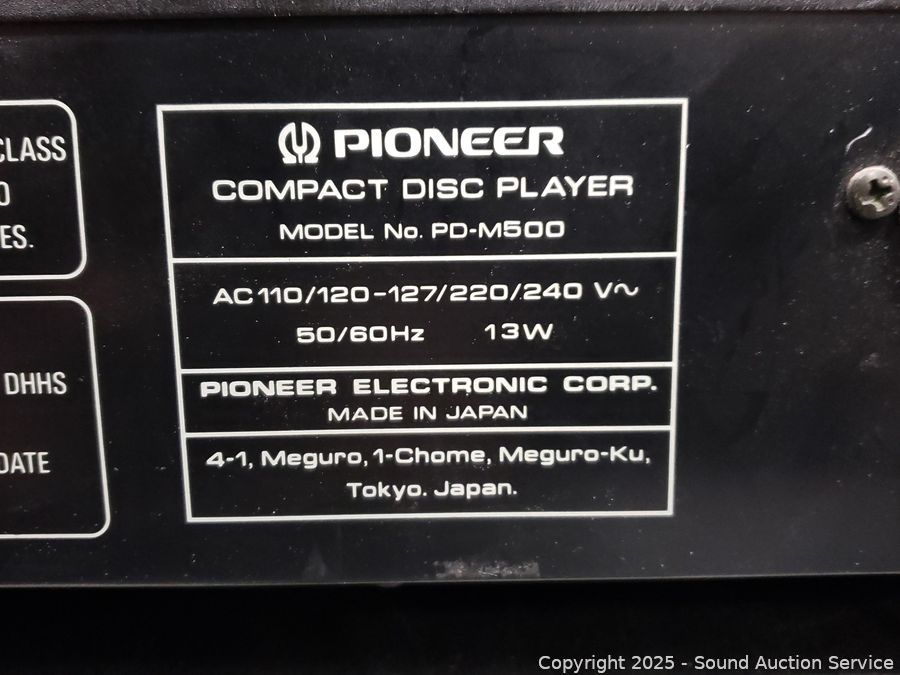 CLASS
O
ES.
DHHS
DATE
PIONEER
COMPACT DISC PLAYER
MODEL No. PD-M500
AC 110/120-127/220/240 V~
50/60Hz 13W
PIONEER ELECTRONIC CORP.
MADE IN JAPAN
4-1, Meguro, 1-Chome, Meguro-Ku,
Tokyo. Japan.
Copyright 2025 - Sound Auction Service